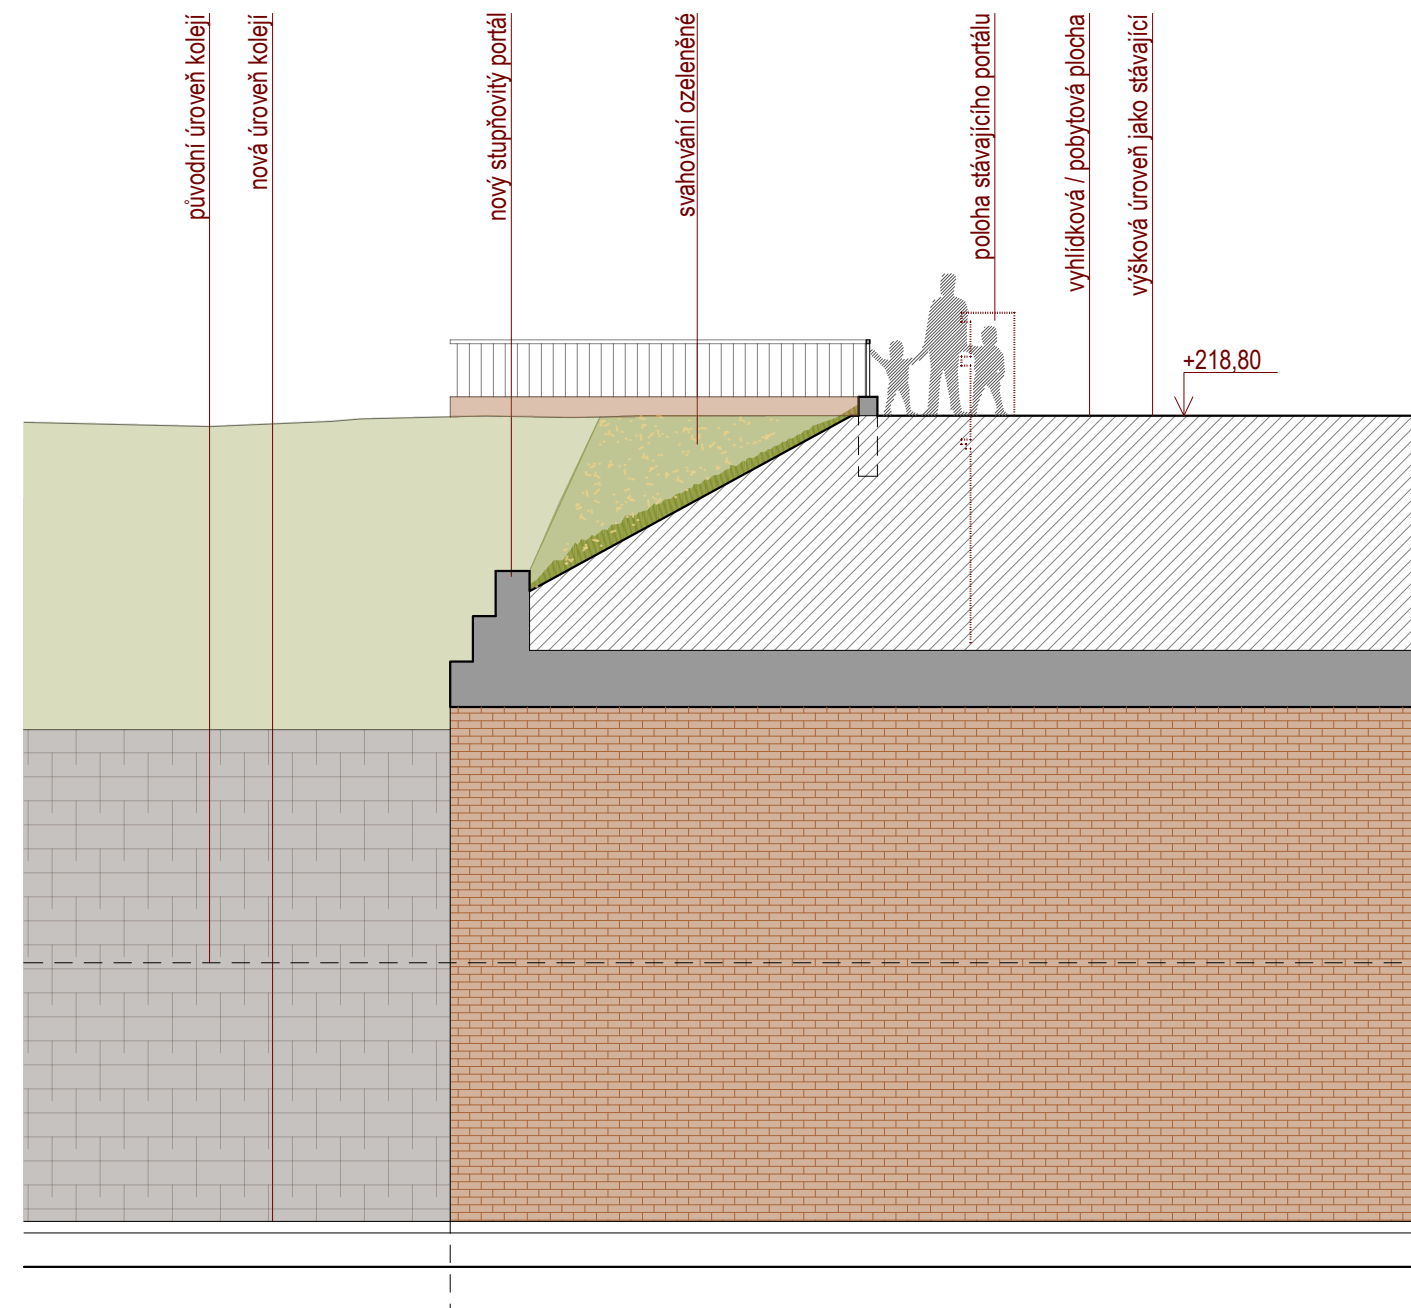 původní úroveň kolejí
nová úroveň kolejí
nový stupňovitý portál
svahování ozeleněné
poloha stávajícího portálu
vyhlídková / pobytová plocha
výšková úroveň jako stávající
+218,80